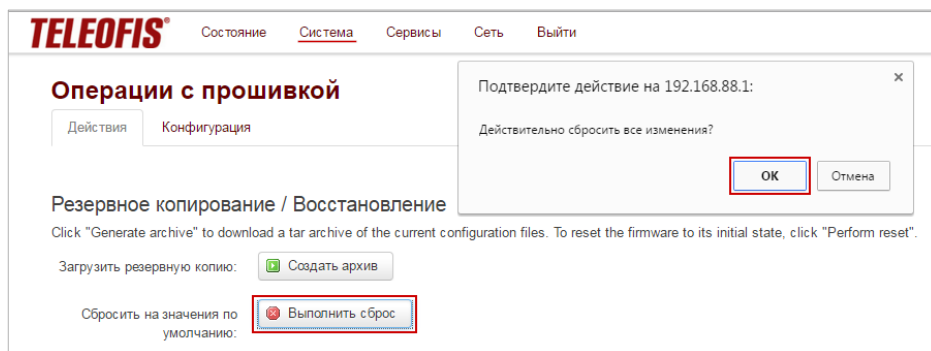 TELEOFIS®
Состояние Система Сервисы Сеть Выйти
Операции с прошивкой
Действия Конфигурация
Подтвердите действие на 192.168.88.1:
×
Действительно сбросить все изменения?
ОК Отмена
Резервное копирование / Восстановление
Click "Generate archive" to download a tar archive of the current configuration files. To reset the firmware to its initial state, click "Perform reset".
Загрузить резервную копию: Создать архив
Сбросить на значения по Выполнить сброс
умолчанию: